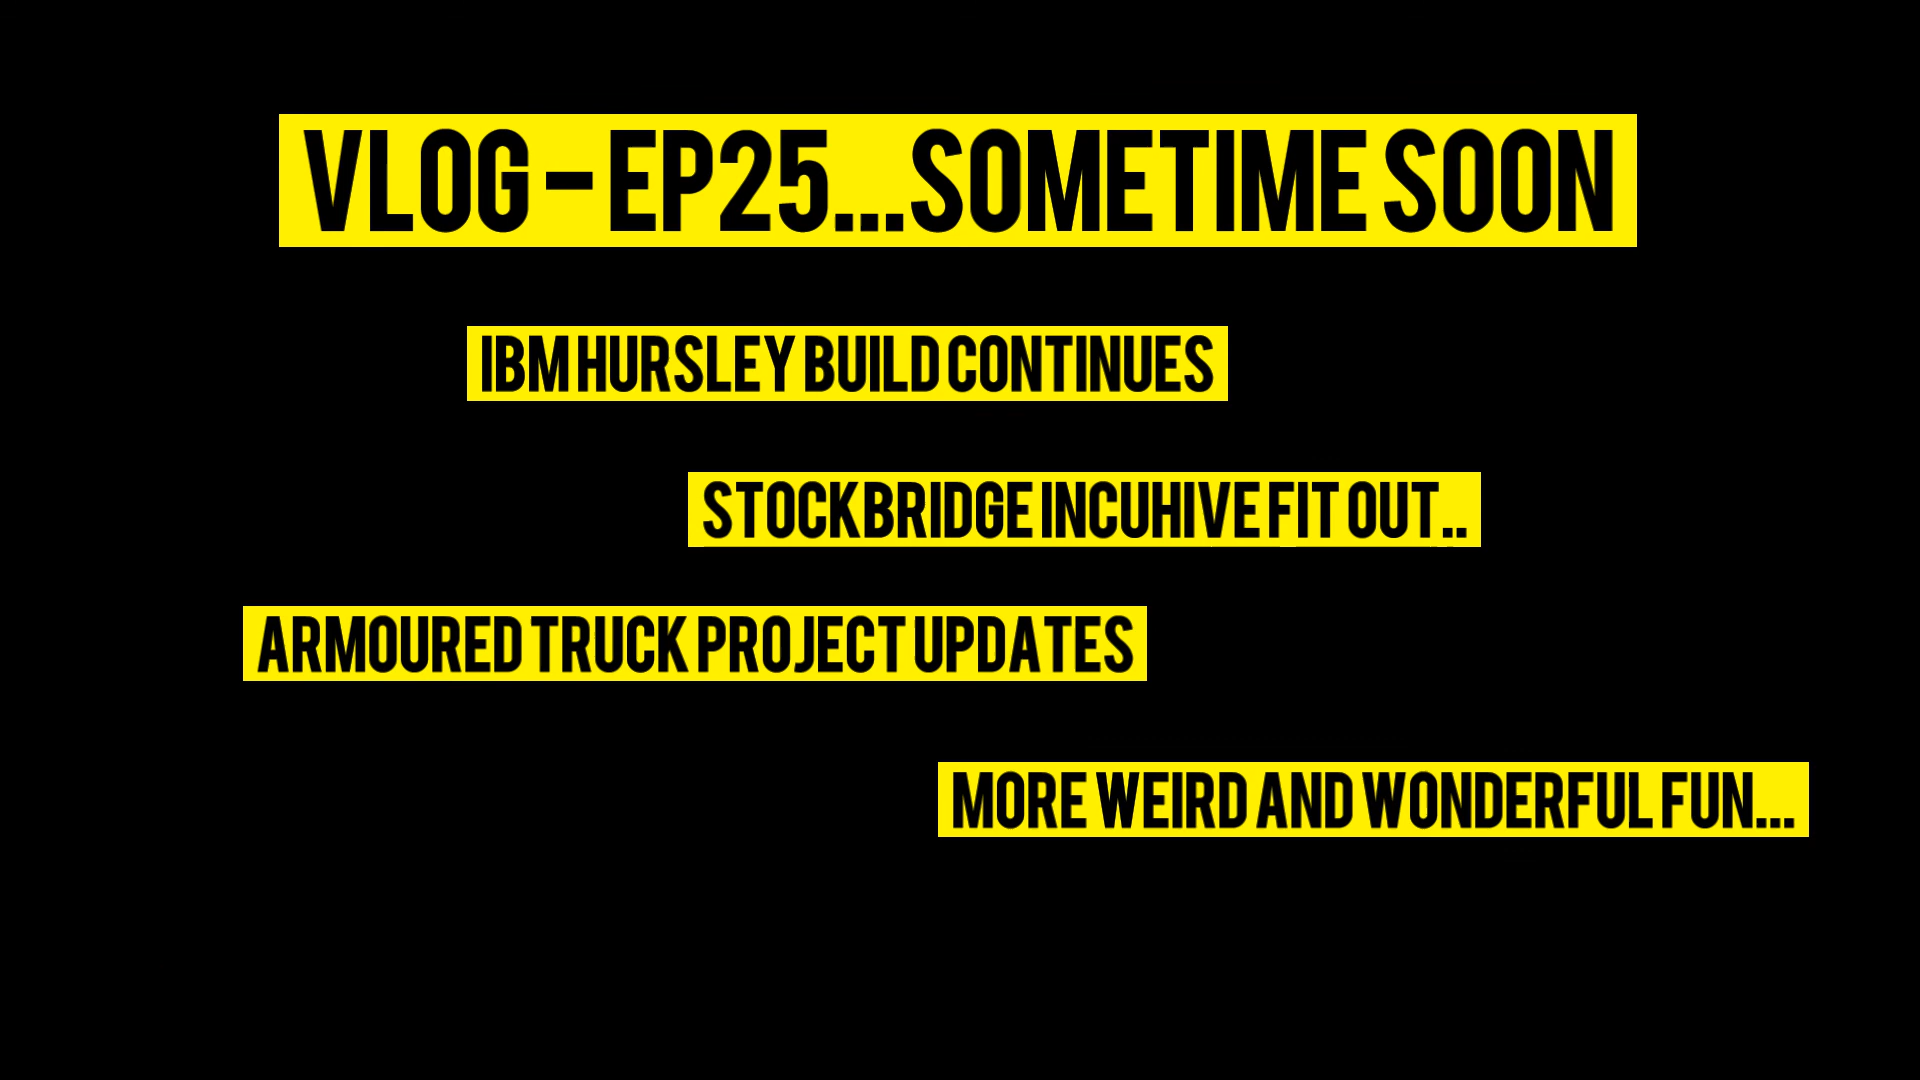 VLOG - EP25...SOMETIME SOON
IBM HURSLEY BUILD CONTINUES
STOCKBRIDGE INCUHIVE FIT OUT..
ARMOURED TRUCK PROJECT UPDATES
MORE WEIRD AND WONDERFUL FUN...